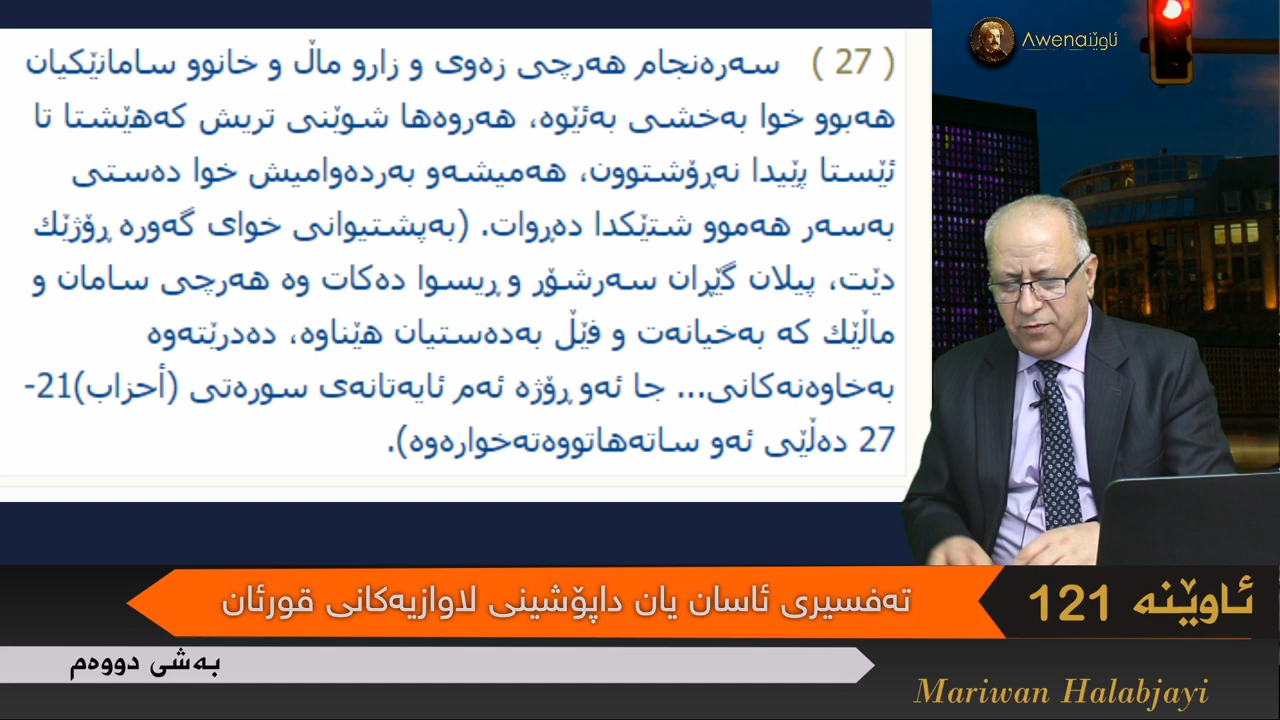 ( 27 ) سەرەنجام هەرچی زەوی و زارو ماڵ و خانوو سامانێکیان
هەبوو خوا بەخشی بەئێوە، هەروەها شوێنی تریش کەهێشتا تا
ئێستا پێیدا نەڕۆشتوون، هەمیشەو بەردەوامیش خوا دەستی
بەسەر هەموو شتێکدا دەڕوات. (بەپشتیوانی خوای گەورە ڕۆژێك
دێت، پیلان گێڕان سەرشۆڕ و ڕیسوا دەکات وە هەرچی سامان و
ماڵێك کە بەخیانەت و فێڵ بەدەستیان هێناوە، دەدرێتەوە
بەخاوەنەکانی... جا ئەو ڕۆژە ئەم ئایەتانەی سورەتی (أحزاب)21-
27 دەڵێی ئەو ساتەهاتووەتەخوارەوە).
Awena ئاوێنە
تەفسیری ئاسان یان داپۆشینی لاوازیەکانی قورئان
ئاوێنە 121
بەشی دووەم
Mariwan Halabjayi